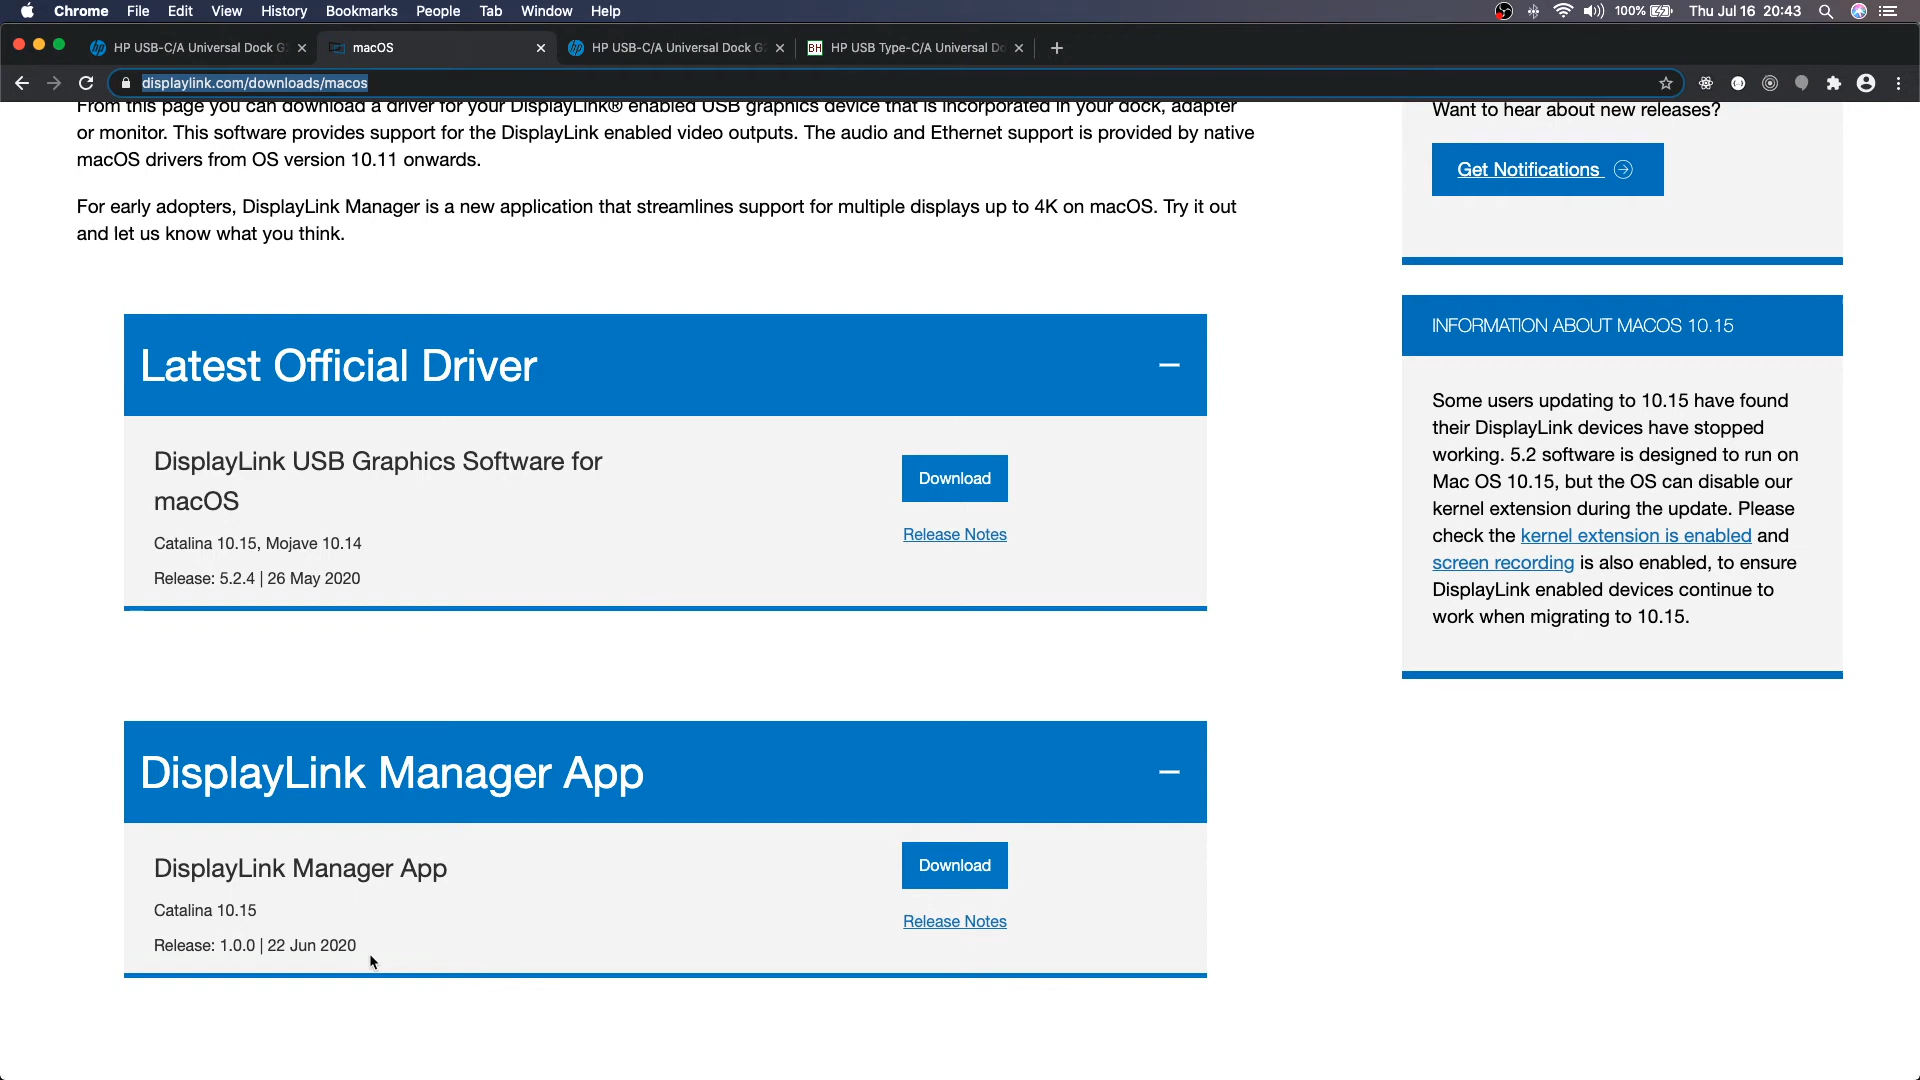 Chrome File Edit View History Bookmarks People Tab Window Help 100% Thu Jul 16 20:43
HP USB-C/A Universal Dock G macOS HP USB-C/A Universal Dock G BH HP USB Type-C/A Universal Do
displaylink.com/downloads/macos
From this page you can download a driver for your DisplayLink® enabled USB graphics device that is incorporated in your dock, adapter
or monitor. This software provides support for the DisplayLink enabled video outputs. The audio and Ethernet support is provided by native
macOS drivers from OS version 10.11 onwards.
For early adopters, DisplayLink Manager is a new application that streamlines support for multiple displays up to 4K on macOS. Try it out
and let us know what you think.
Latest Official Driver
DisplayLink USB Graphics Software for
macOS
Catalina 10.15, Mojave 10.14
Release: 5.2.4 | 26 May 2020
Download
Release Notes
DisplayLink Manager App
DisplayLink Manager App
Catalina 10.15
Release: 1.0.0 | 22 Jun 2020
Download
Release Notes
Want to hear about new releases?
Get Notifications
INFORMATION ABOUT MACOS 10.15
Some users updating to 10.15 have found
their DisplayLink devices have stopped
working. 5.2 software is designed to run on
Mac OS 10.15, but the OS can disable our
kernel extension during the update. Please
check the kernel extension is enabled and
screen recording is also enabled, to ensure
DisplayLink enabled devices continue to
work when migrating to 10.15.